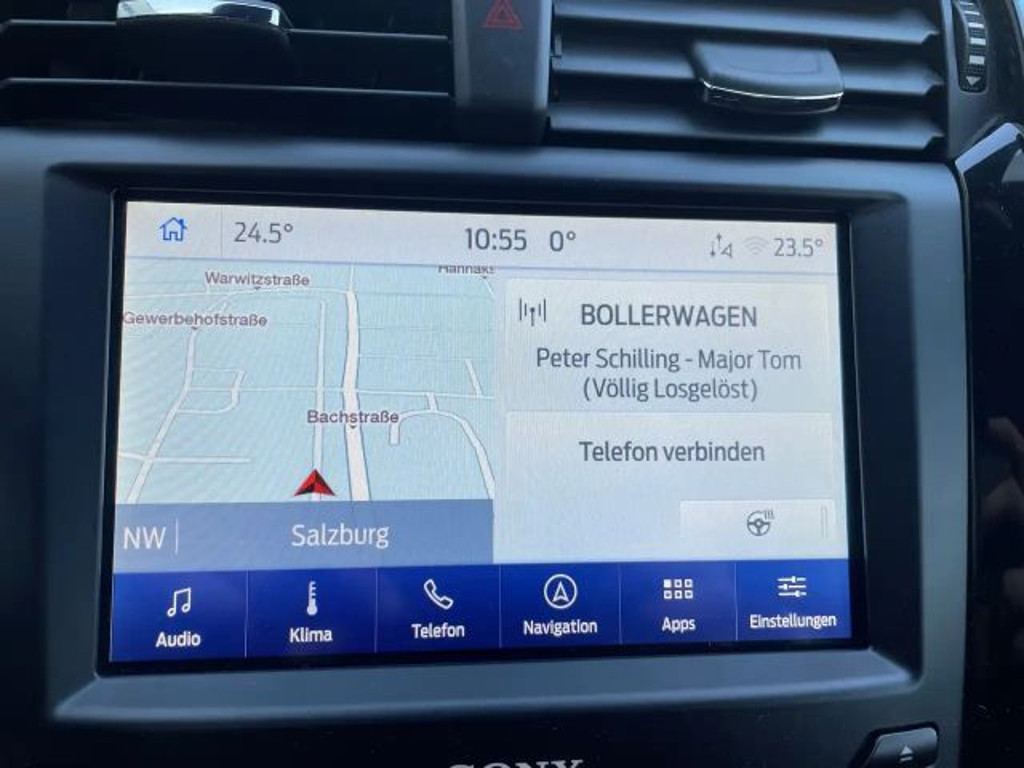 24.5°
10:55 0°
23.5°
Warwitzstraße
Gewerbehofstraße
Bachstraße
NW
Salzburg
BOLLERWAGEN
Peter Schilling - Major Tom
(Völlig Losgelöst)
Telefon verbinden
Audio
Klima
Telefon
Navigation
Apps
Einstellungen
SONY